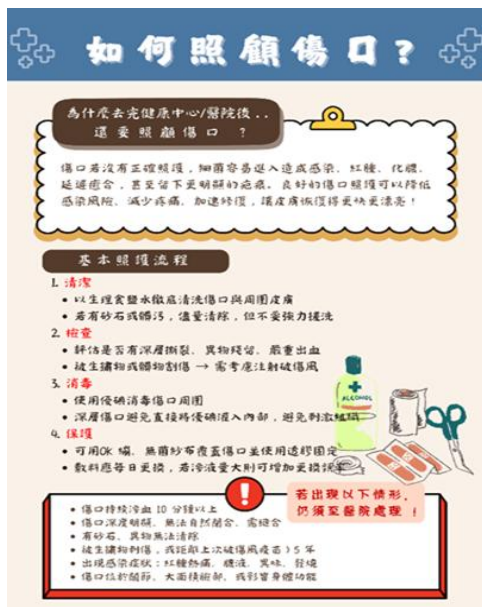 如何照顧傷口?
為什麼去完健康中心/醫院後..
還要照顧傷口 ?
傷口若沒有正確照護，細菌容易進入造成感染、紅腫、化膿、
延遲癒合，甚至留下更明顯的疤痕。良好的傷口照護可以降低
感染風險、減少疼痛、加速修復，讓皮膚恢復得更快更漂亮！
基本照護流程
1. 清潔
• 以生理食鹽水徹底清洗傷口與周圍皮膚
• 若有砂石或髒污，儘量清除，但不要強力搓洗
2. 檢查
• 評估是否有深層撕裂、異物殘留、嚴重出血
• 被生鏽物或髒物割傷 → 需考慮注射破傷風
3. 消毒
• 使用優碘消毒傷口周圍
• 深層傷口避免直接將優碘灌入內部，避免刺激組織
4. 保護
• 可用OK 繃、無菌紗布覆蓋傷口並使用透膠固定
• 敷料應每日更換，若滲液量大則可增加更換頻率
ALCOHOL
若出現以下情形，
仍須至醫院處理 !
• 傷口持續滲血 10 分鐘以上
• 傷口深度明顯、無法自然閉合、需縫合
• 有砂石、異物無法清除
• 被生鏽物刺傷，或距離上次破傷風疫苗 > 5 年
• 出現感染症狀：紅腫熱痛、膿液、異味、發燒
• 傷口位於關節、大面積術部、或影響身體功能